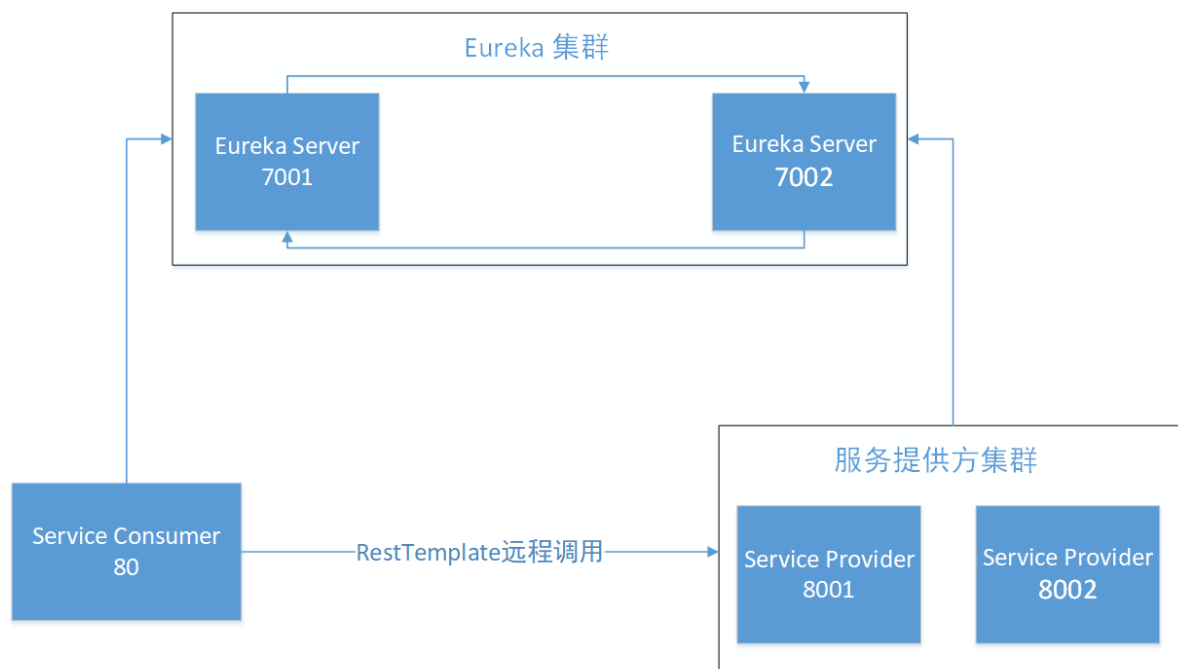 Eureka 集群
Eureka Server
7001
Eureka Server
7002
服务提供方集群
Service Consumer
80
RestTemplate远程调用
Service Provider
8001
Service Provider
8002